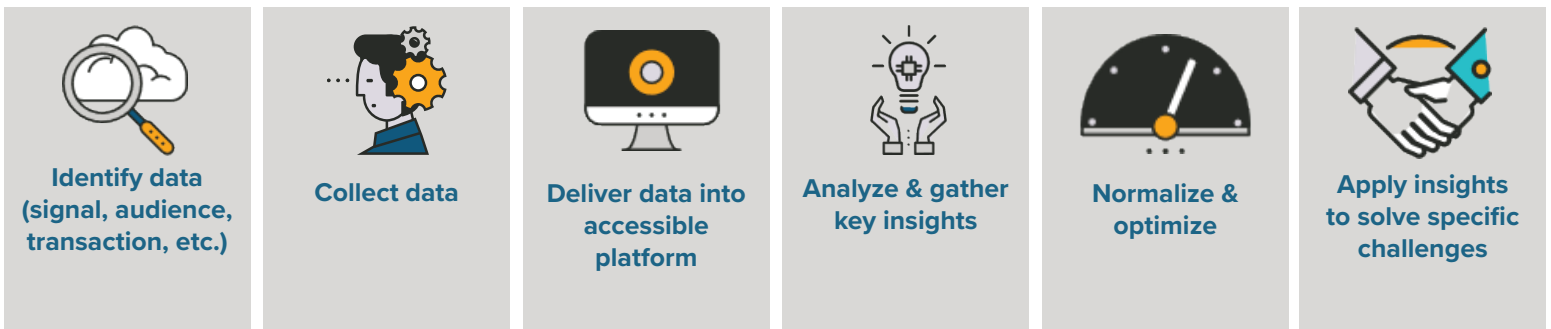 Identify data
(signal, audience,
transaction, etc.)
Collect data
Deliver data into
accessible
platform
Analyze & gather
key insights
Normalize &
optimize
Apply insights
to solve specific
challenges